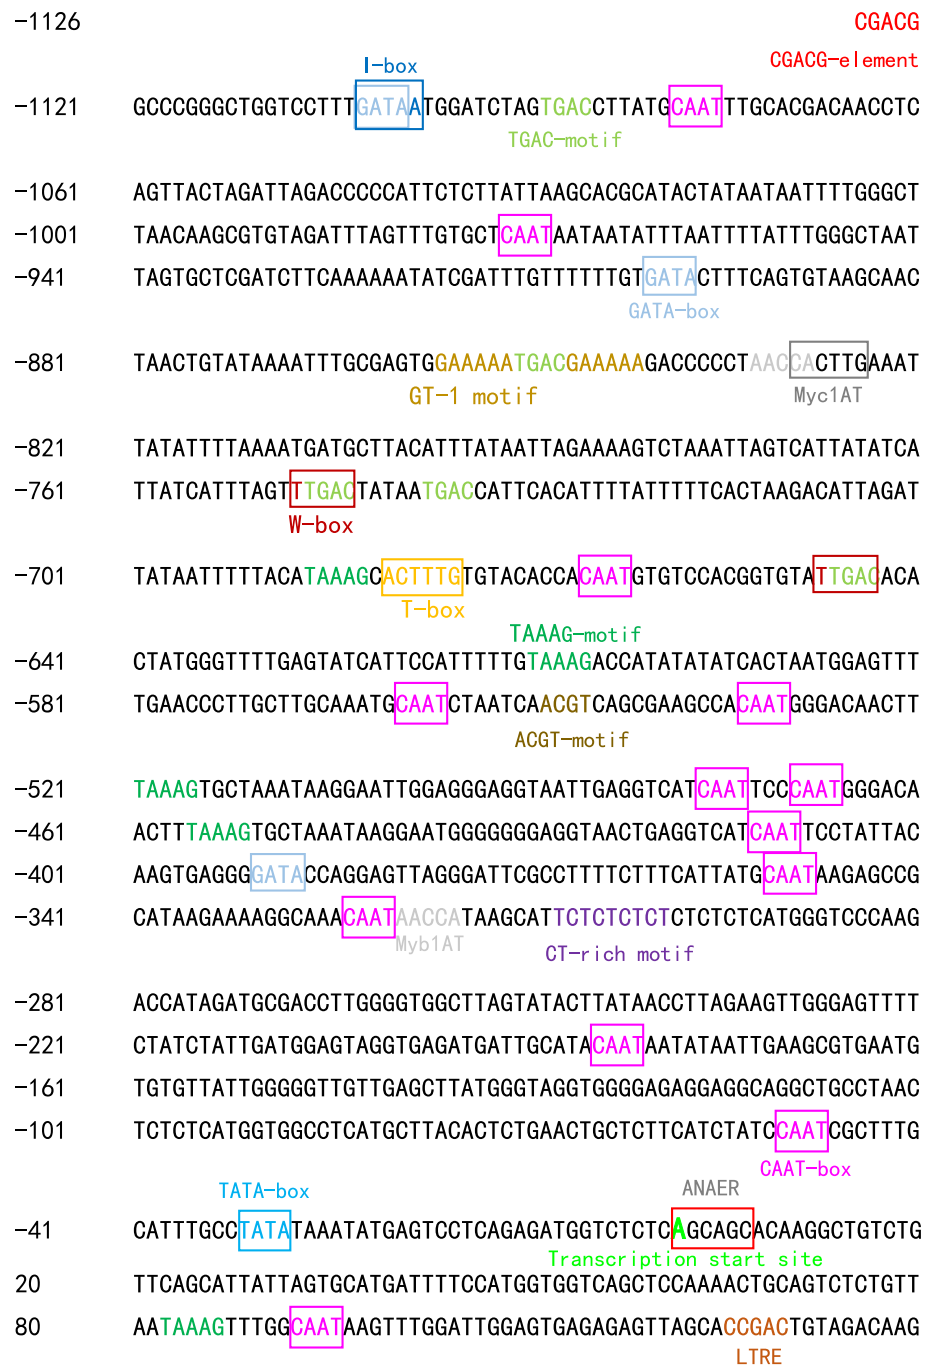 -1126 CGACG
CGACG-element
I-box
-1121 GCCCGGGCTGGTCCTTTGATAATGGATCTAGTGACCTTATGCAATTTGCACGACAACCTC
TGAC-motif
-1061 AGTTACTAGATTAGACCCCCATTCTCTTATTAAGCACGCATACTATAATAATTTTGGGCT
-1001 TAACAAGCGTGTAGATTTAGTTTGTGCTCAATAATAATATTTAATTTTATTTGGGCTAAT
-941 TAGTGCTCGATCTTCAAAAAATATCGATTTGTTTTTTGTGATACTTTCAGTGTAAGCAAC
GATA-box
-881 TAACTGTATAAAATTTGCGAGTGGAAAAATGACGAAAAAGACCCCCTAACCACTTGAAAT
GT-1 motif Myc1AT
-821 TATATTTTAAAATGATGCTTACATTTATAATTAGAAAAGTCTAAATTAGTCATTATATCA
-761 TTATCATTTAGTTTGACTATAATGACCATTCACATTTTATTTTTCACTAAGACATTAGAT
W-box
-701 TATAATTTTTACATAAAGCACTTTGTGTACACCACAATGTGTCCACGGTGTATTGACACA
T-box
TAAAG-motif
-641 CTATGGGTTTTGAGTATCATTCCATTTTTGTAAAGACCATATATATCACTAATGGAGTTT
-581 TGAACCCTTGCTTGCAAATGCAATCTAATCAACGTCAGCGAAGCCACAATGGGACAACTT
ACGT-motif
-521 TAAAGTGCTAAATAAGGAATTGGAGGGAGGTAATTGAGGTCATCAATTCCCAATGGGACA
-461 ACTTTAAAGTGCTAAATAAGGAATGGGGGGGAGGTAACTGAGGTCATCAATTCCTATTAC
-401 AAGTGAGGGGATACCAGGAGTTAGGGATTCGCCTTTTCTTTCATTATGCAATAAGAGCCG
-341 CATAAGAAAAGGCAAACAATAACCATAAGCATTCTCTCTCTCTCTCTCATGGGTCCCAAG
Myb1AT CT-rich motif
-281 ACCATAGATGCGACCTTGGGGTGGCTTAGTATACTTATAACCTTAGAAGTTGGGAGTTTT
-221 CTATCTATTGATGGAGTAGGTGAGATGATTGCATACAATAATATAATTGAAGCGTGAATG
-161 TGTGTTATTGGGGGTTGTTGAGCTTATGGGTAGGTGGGGAGAGGAGGCAGGCTGCCTAAC
-101 TCTCTCATGGTGGCCTCATGCTTACACTCTGAACTGCTCTTCATCTATCCAATCGCTTTG
CAAT-box
TATA-box ANAER
-41 CATTTGCCTATATAAATATGAGTCCTCAGAGATGGTCTCTCAGCAGCACAAGGCTGTCTG
Transcription start site
20 TTCAGCATTATTAGTGCATGATTTTCCATGGTGGTCAGCTCCAAAACTGCAGTCTCTGTT
80 AATAAAGTTTGGCAATAAGTTTGGATTGGAGTGAGAGAGTTAGCACCGACTGTAGACAAG
LTRE